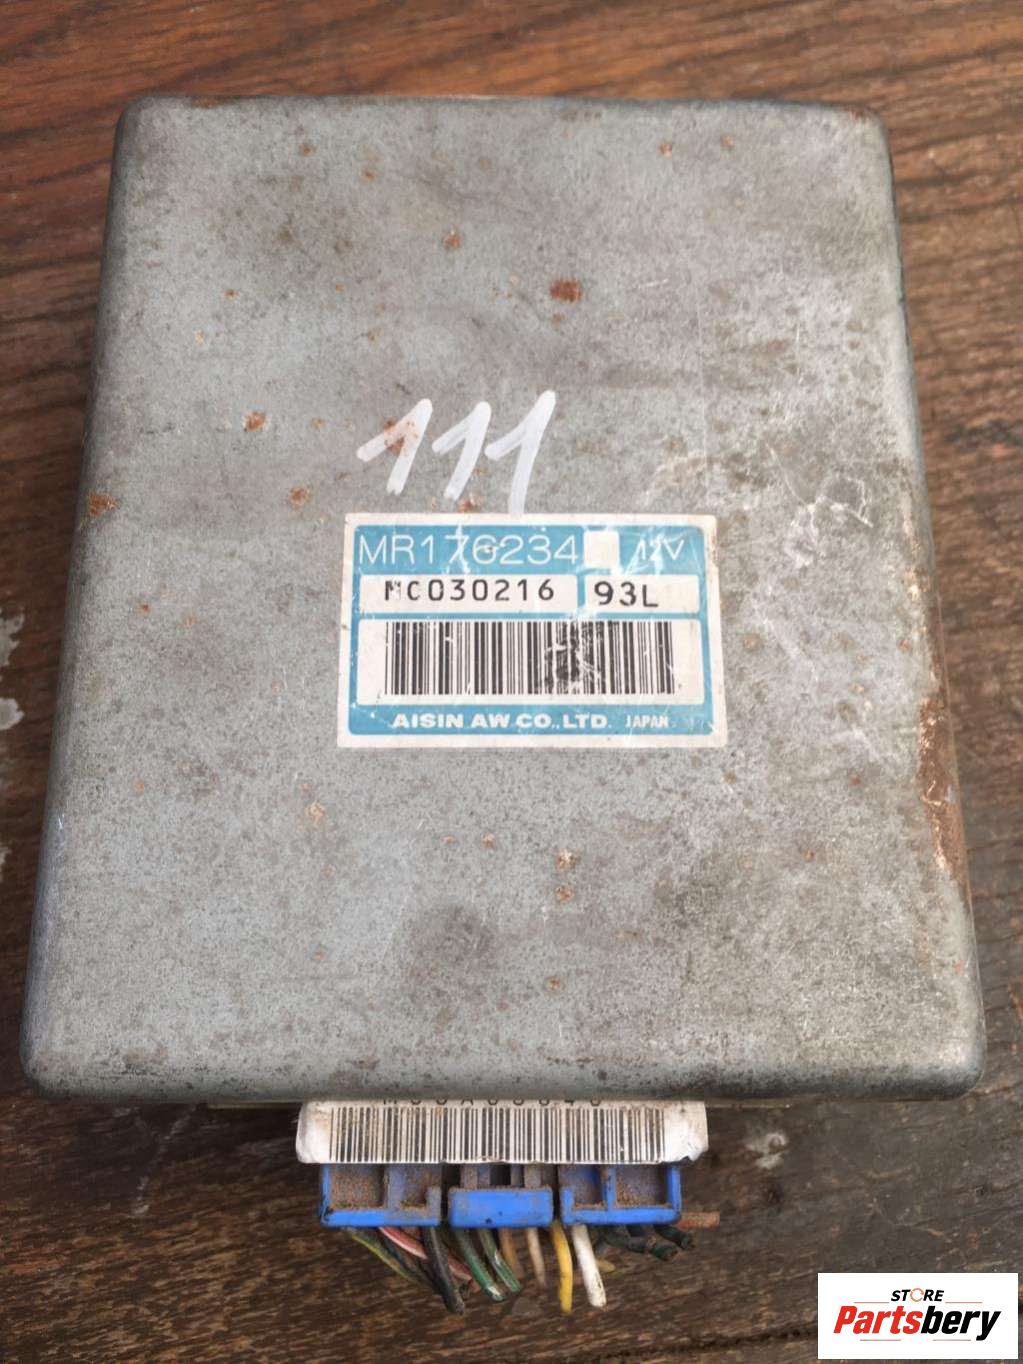 111
MR176234 12V
MC030216 93L
AISIN AW CO.,LTD. JAPAN
STORE
Partsbery